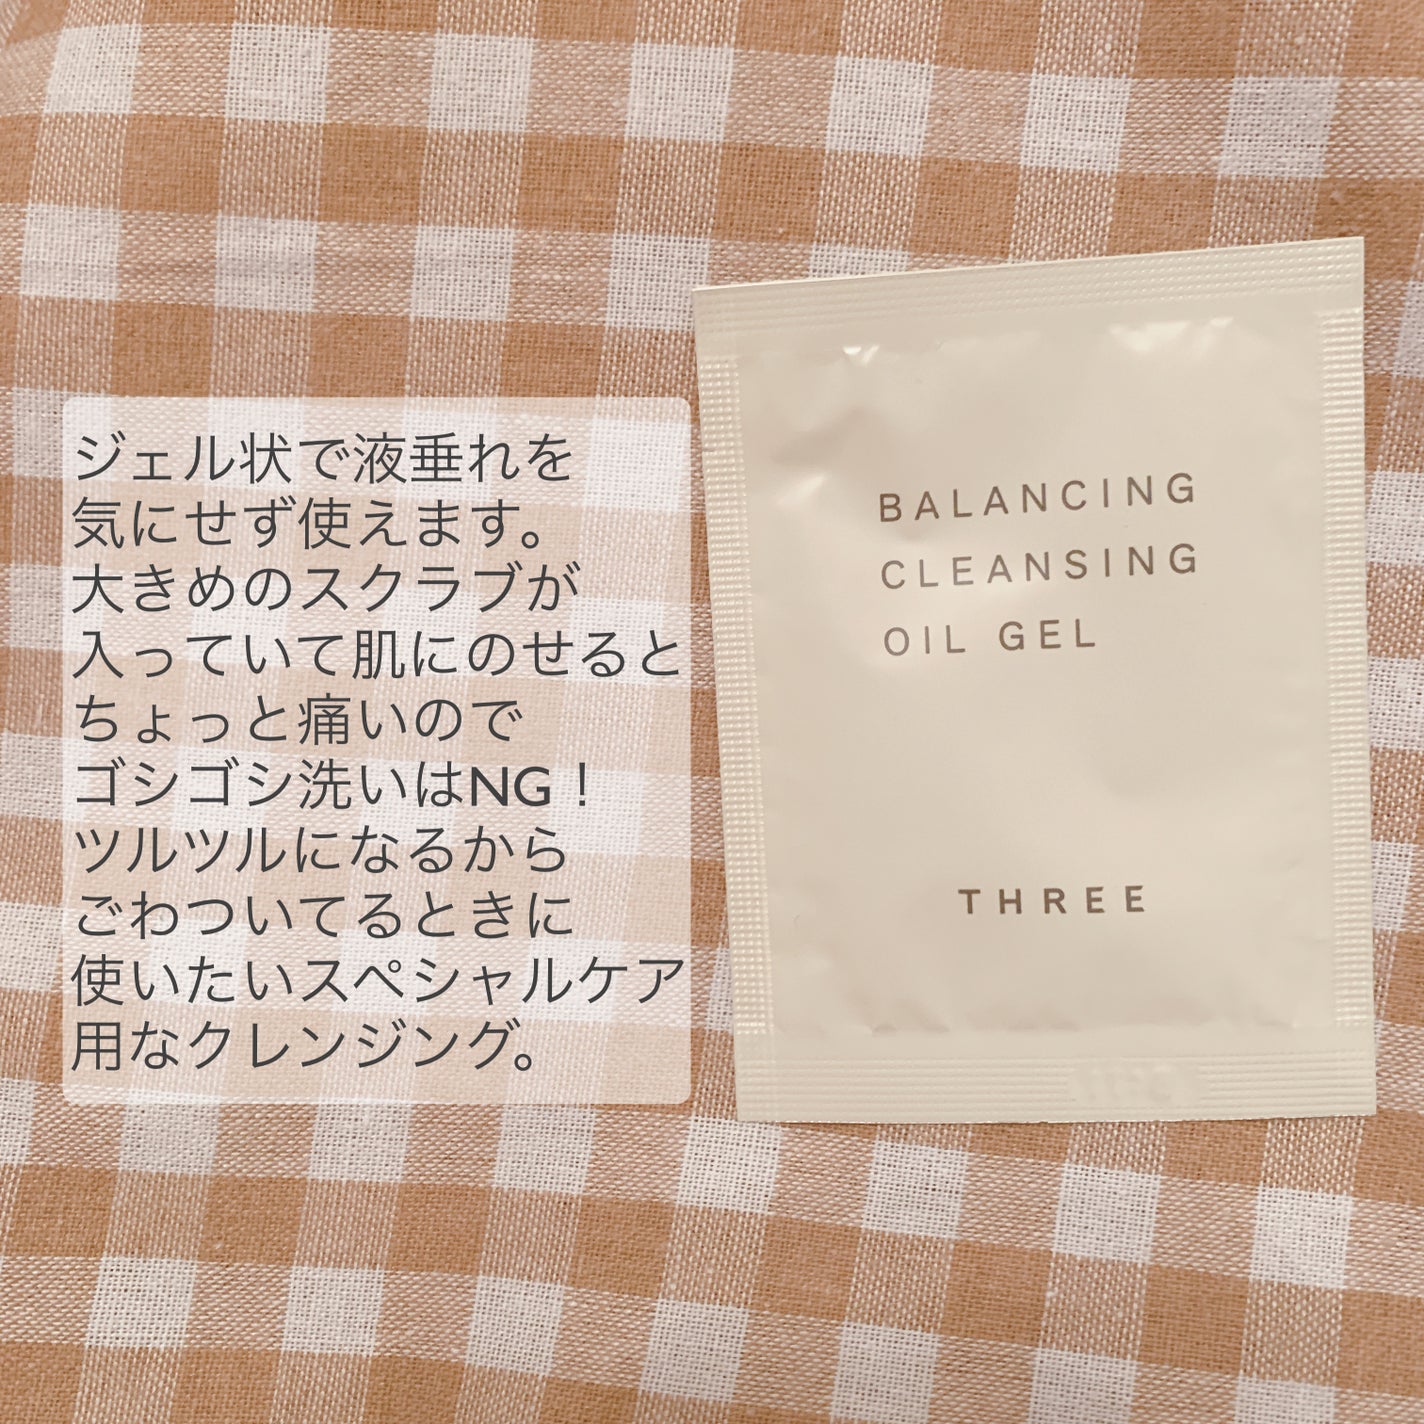 ジェル状で液垂れを
気にせず使えます。
大きめのスクラブが
入っていて肌にのせると
ちょっと痛いので
ゴシゴシ洗いはNG！
ツルツルになるから
ごわついてるときに
使いたいスペシャルケア
用なクレンジング。
BALANCING
CLEANSING
OIL GEL
THREE